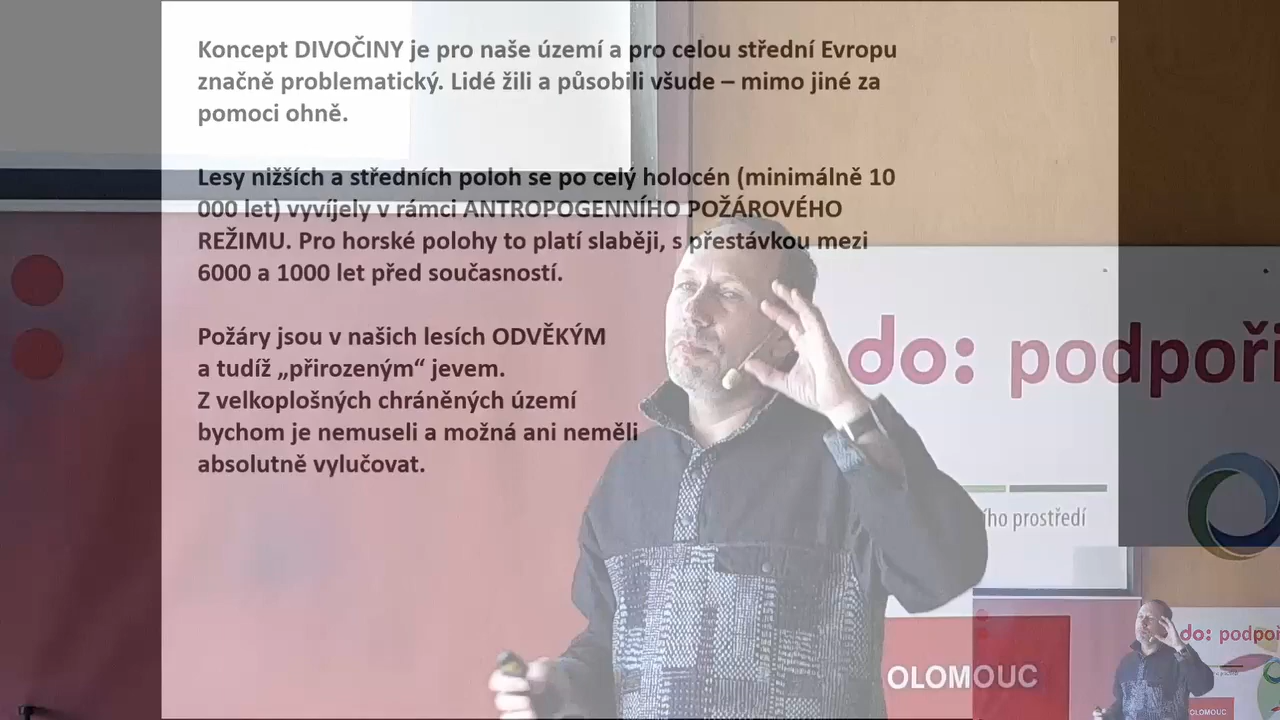 Koncept DIVOČINY je pro naše území a pro celou střední Evropu
značně problematický. Lidé žili a působili všude – mimo jiné za
pomoci ohně.
Lesy nižších a středních poloh se po celý holocén (minimálně 10
000 let) vyvíjely v rámci ANTROPOGENNÍHO POŽÁROVÉHO
REŽIMU. Pro horské polohy to platí slaběji, s přestávkou mezi
6000 a 1000 let před současností.
Požáry jsou v našich lesích ODVĚKÝM
a tudíž „přirozeným“ jevem.
Z velkoplošných chráněných území
bychom je nemuseli a možná ani neměli
absolutně vylučovat.
do: podpoři
ího prostředí
OLOMOUC
do: podpoř
OLOMOUC